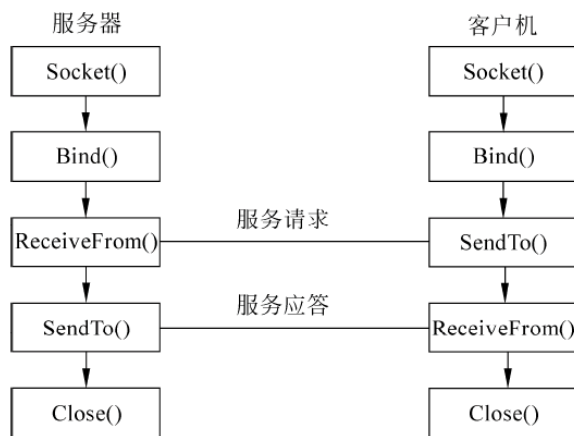 服务器
客户机
Socket()
Socket()
Bind()
Bind()
服务请求
ReceiveFrom()
SendTo()
服务应答
SendTo()
ReceiveFrom()
Close()
Close()